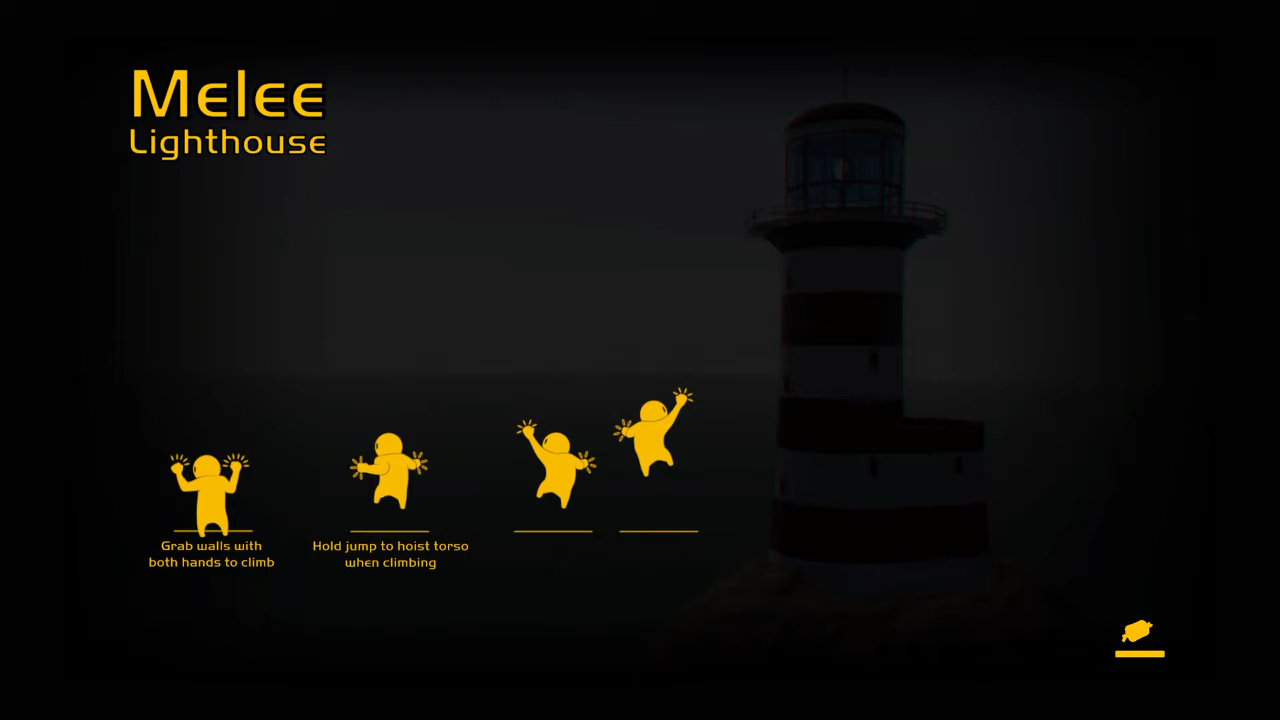 Melee
Lighthouse
Grab walls with
both hands to climb
Hold jump to hoist torso
when climbing